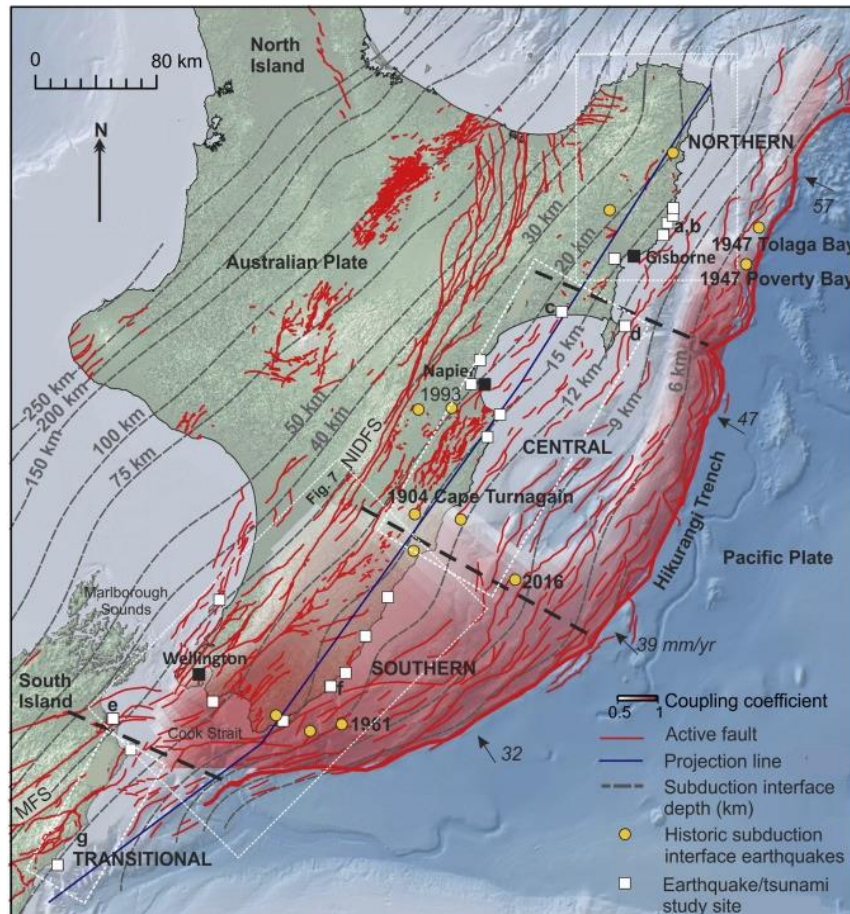 0 80 km
North
Island
N
NORTHERN
57
a,b
1947 Tolaga Bay
Gisborne
1947 Poverty Bay
Australian Plate
30 km
20 km
c
d
15 km
12 km
9 km
6 km
Napier
1993
47
250 km
200 km
150 km
100 km
75 km
50 km
40 km
NIDFS
Fig. 7
CENTRAL
1904 Cape Turnagain
Hikurangi Trench
Pacific Plate
2016
39 mm/yr
Marlborough
Sounds
Wellington
South
Island
SOUTHERN
e
f
1961
Cook Strait
32
MFS
g
TRANSITIONAL
0.5 1 Coupling coefficient
Active fault
Projection line
Subduction interface
depth (km)
Historic subduction
interface earthquakes
Earthquake/tsunami
study site